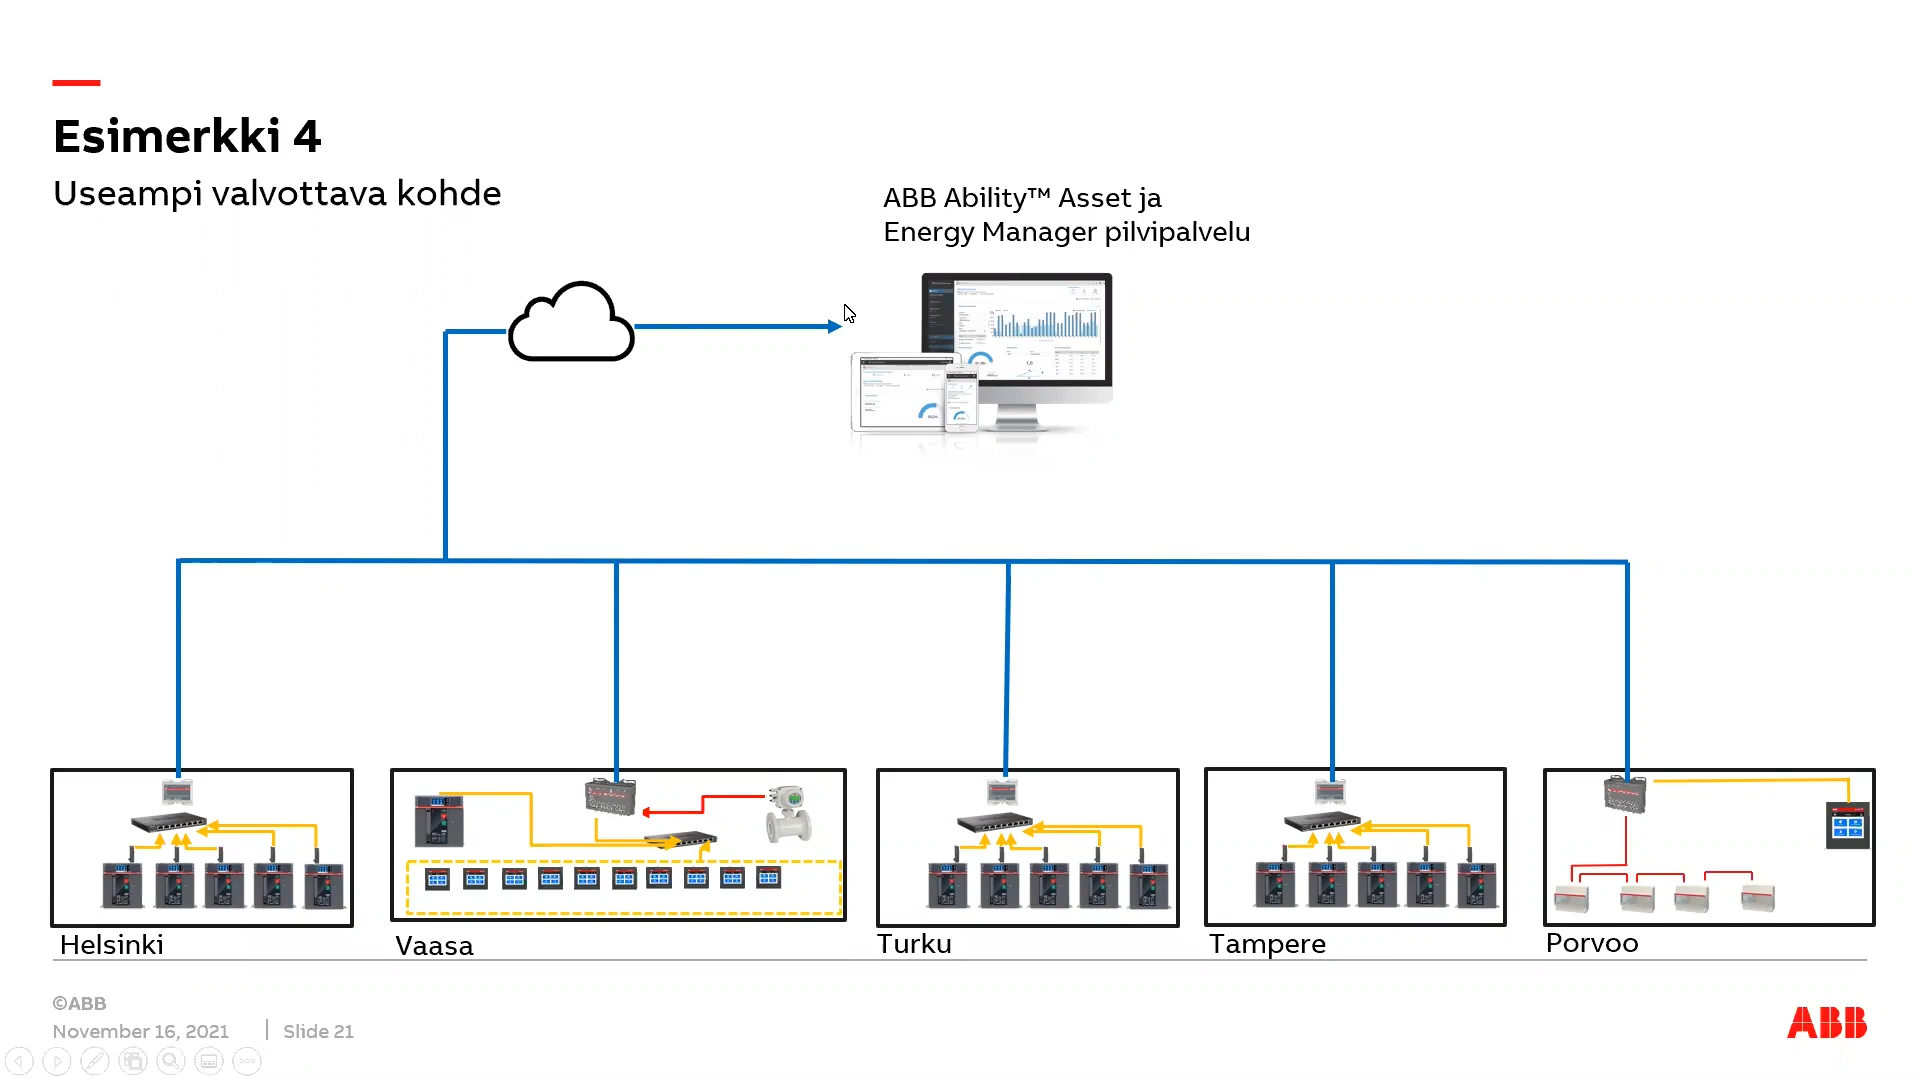 Esimerkki 4
Useampi valvottava kohde
ABB Ability™ Asset ja
Energy Manager pilvipalvelu
Helsinki
Vaasa
Turku
Tampere
Porvoo
©ABB
November 16, 2021
Slide 21
ABB